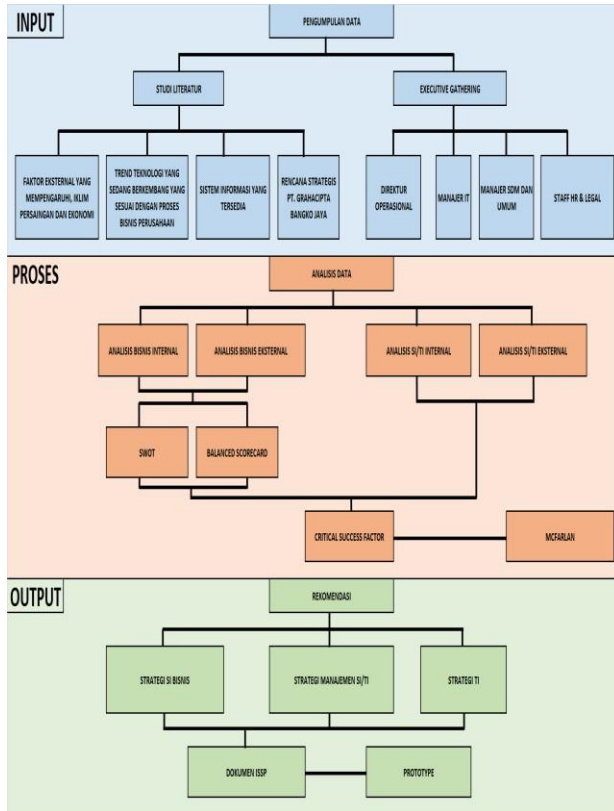 INPUT
PENGUMPULAN DATA
STUDI LITERATUR
EXECUTIVE GATHERING
FAKTOR EKSTERNAL YANG
MEMPENGARUHI, IKLIM
PERSAINGAN DAN EKONOMI
TREND TEKNOLOGI YANG
SEDANG BERKEMBANG YANG
SESUAI DENGAN PROSES
BISNIS PERUSAHAAN
SISTEM INFORMASI YANG
TERSEDIA
RENCANA STRATEGIS
PT. GRAHACIPTA
BANGKO JAYA
DIREKTUR
OPERASIONAL
MANAJER IT
MANAJER SDM DAN
UMUM
STAFF HR & LEGAL
PROSES
ANALISIS DATA
ANALISIS BISNIS INTERNAL
ANALISIS BISNIS EKSTERNAL
ANALISIS SI/TI INTERNAL
ANALISIS SI/TI EKSTERNAL
SWOT
BALANCED SCORECARD
CRITICAL SUCCESS FACTOR
MCFARLAN
OUTPUT
REKOMENDASI
STRATEGI SI BISNIS
STRATEGI MANAJEMEN SI/TI
STRATEGI TI
DOKUMEN ISSP
PROTOTYPE